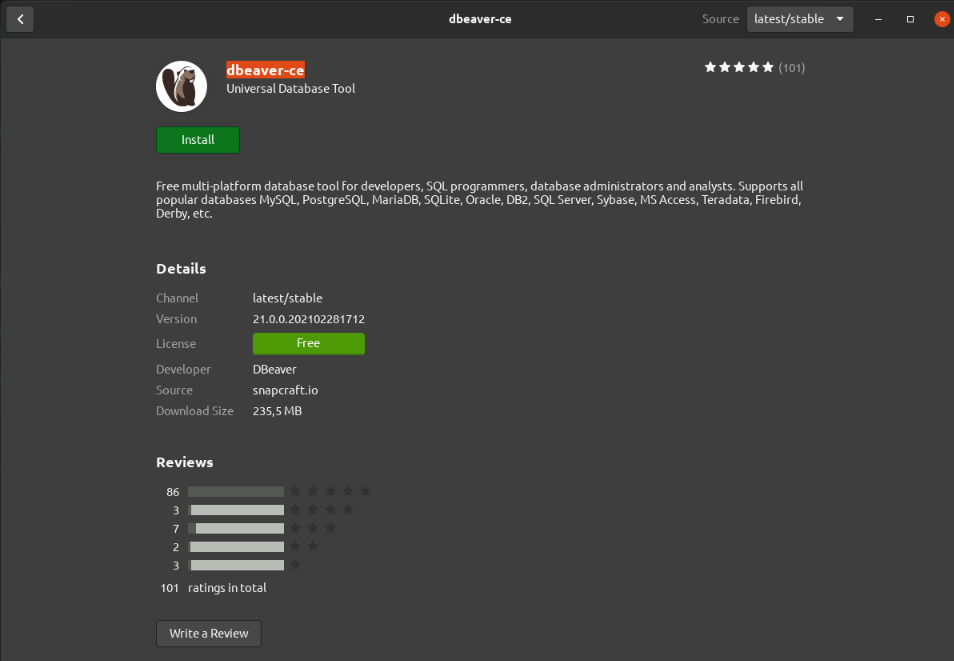 dbeaver-ce
Source
latest/stable
dbeaver-ce
(101)
Universal Database Tool
Install
Free multi-platform database tool for developers, SQL programmers, database administrators and analysts. Supports all
popular databases MySQL, PostgreSQL, MariaDB, SQLite, Oracle, DB2, SQL Server, Sybase, MS Access, Teradata, Firebird,
Derby, etc.
Details
Channel latest/stable
Version 21.0.0.202102281712
License Free
Developer DBeaver
Source snapcraft.io
Download Size 235,5 MB
Reviews
86
3
7
2
3
101 ratings in total
Write a Review